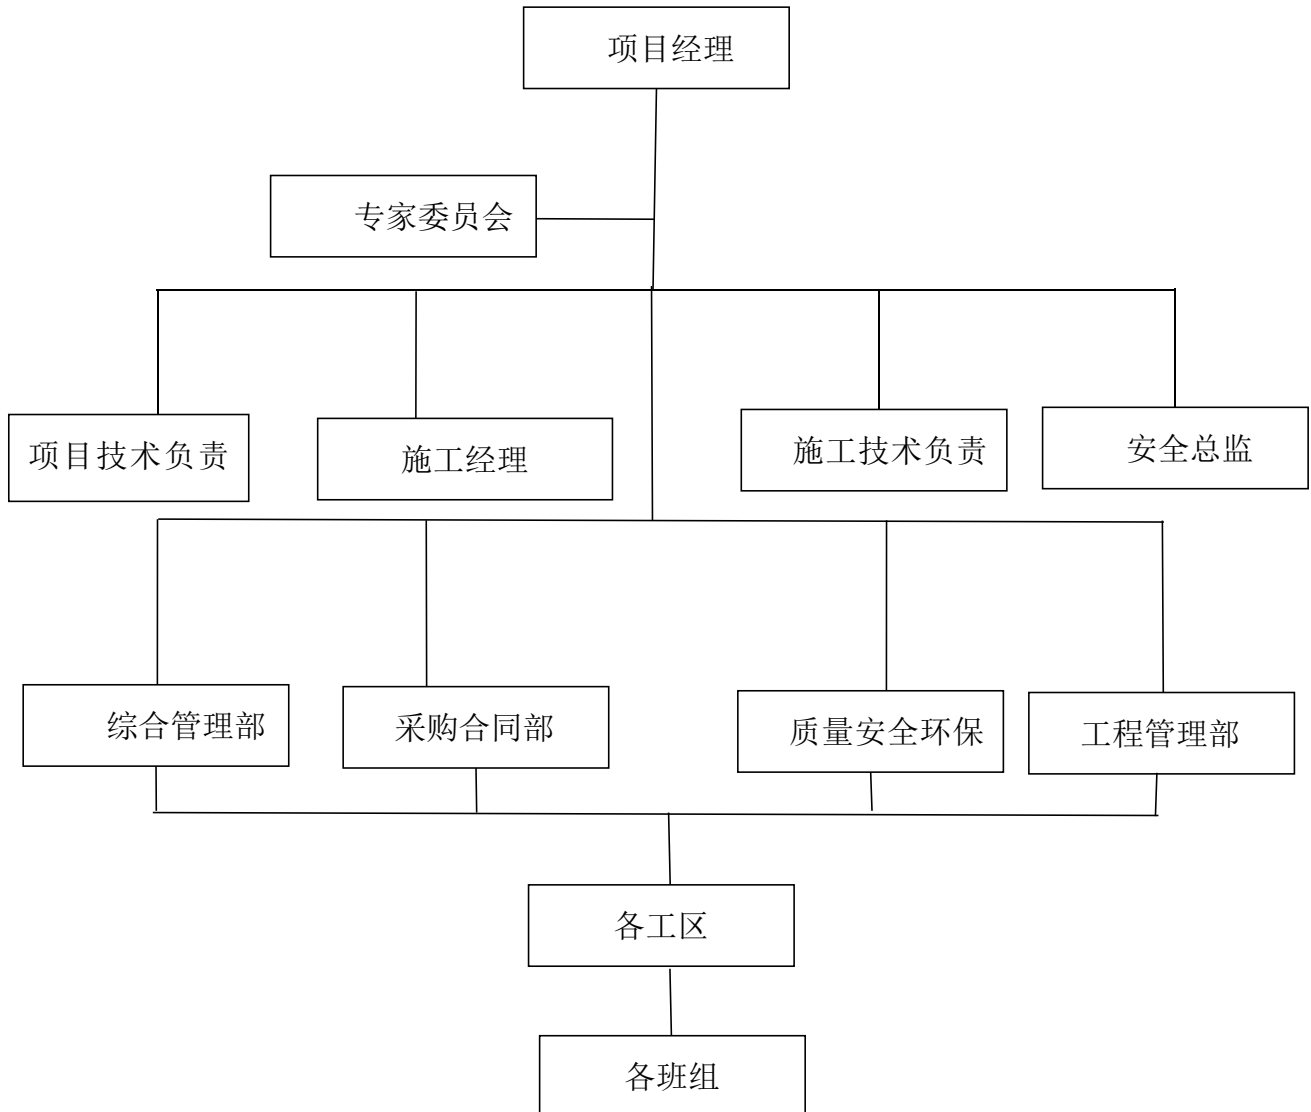 项目经理
专家委员会
项目技术负责
施工经理
施工技术负责
安全总监
综合管理部
采购合同部
质量安全环保
工程管理部
各工区
各班组